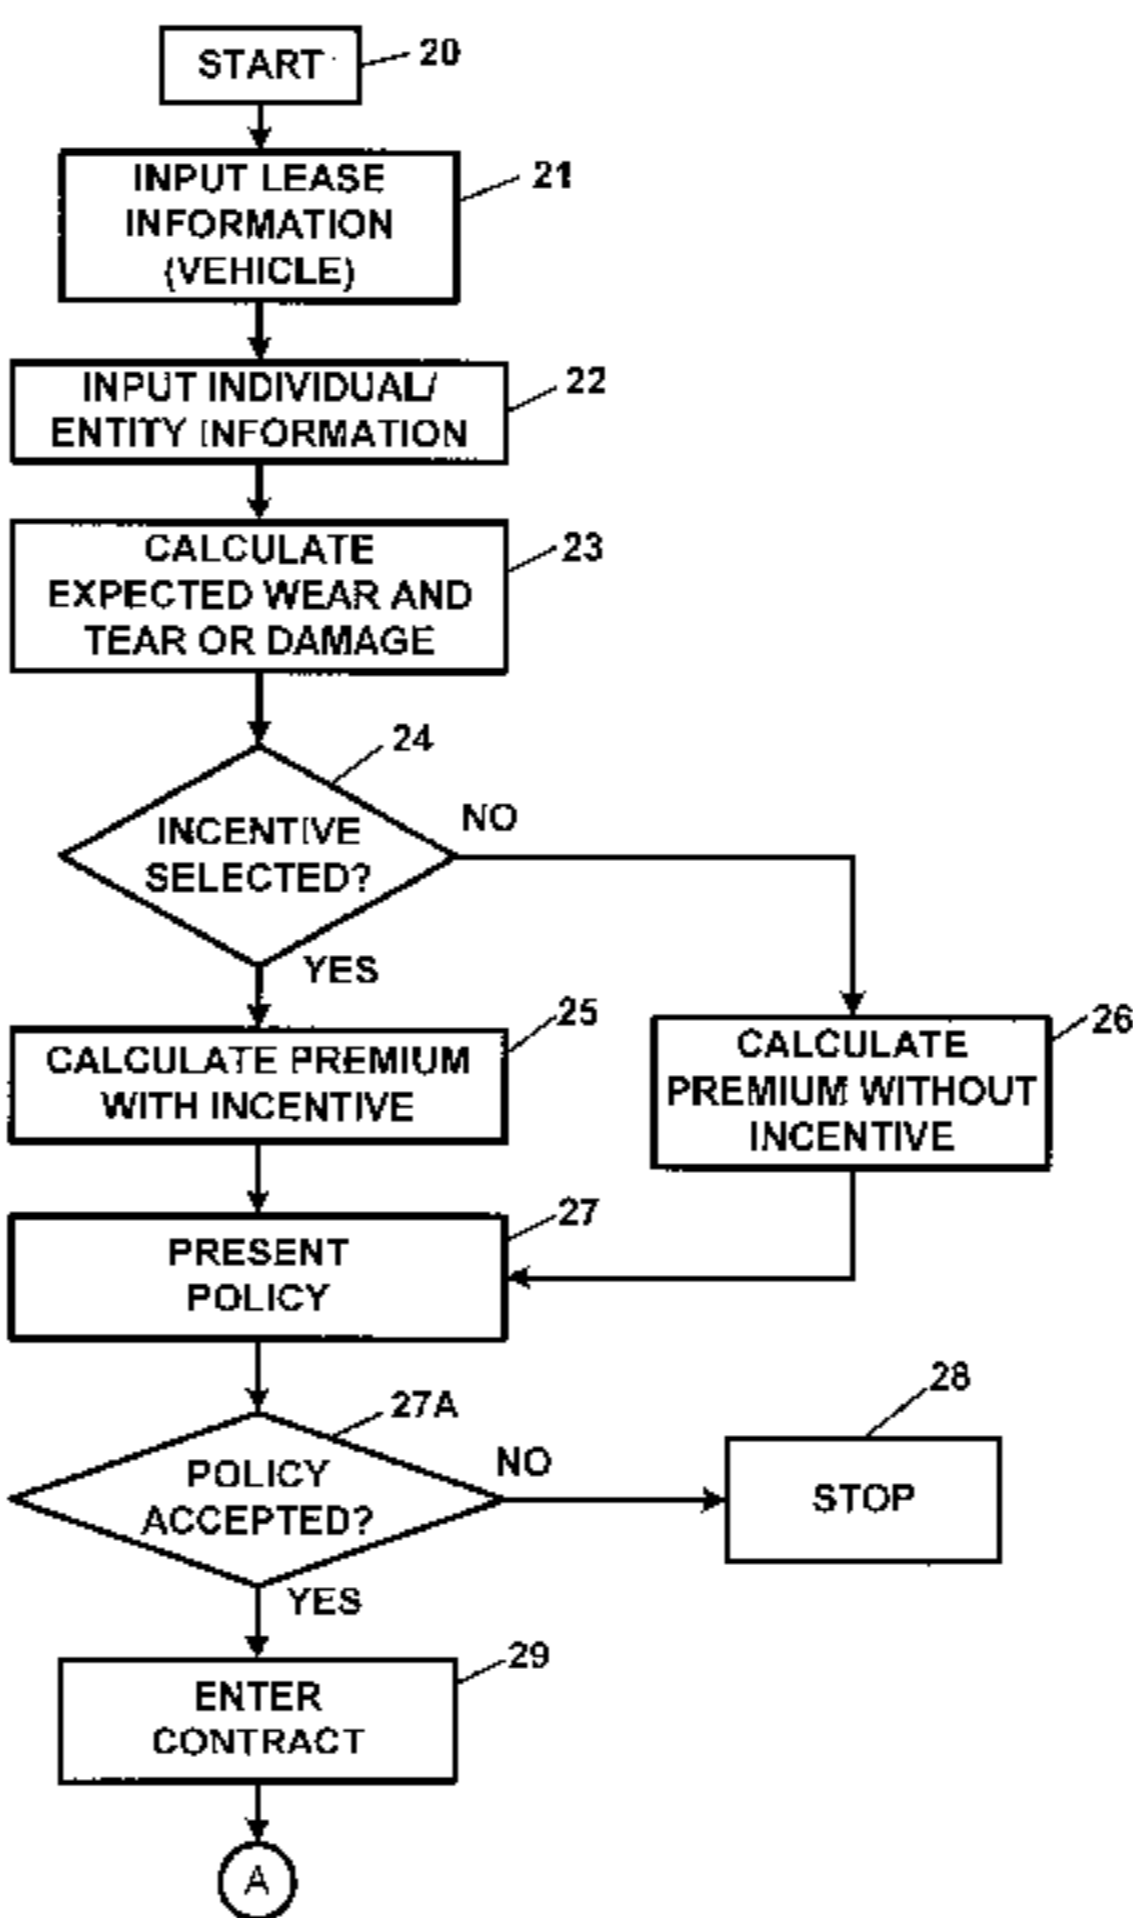 START
20
INPUT LEASE
INFORMATION
(VEHICLE)
21
INPUT INDIVIDUAL/
ENTITY INFORMATION
22
CALCULATE
EXPECTED WEAR AND
TEAR OR DAMAGE
23
24
INCENTIVE
SELECTED?
NO
YES
CALCULATE PREMIUM
WITH INCENTIVE
25
CALCULATE
PREMIUM WITHOUT
INCENTIVE
26
PRESENT
POLICY
27
27A
POLICY
ACCEPTED?
NO
YES
28
STOP
ENTER
CONTRACT
29
A